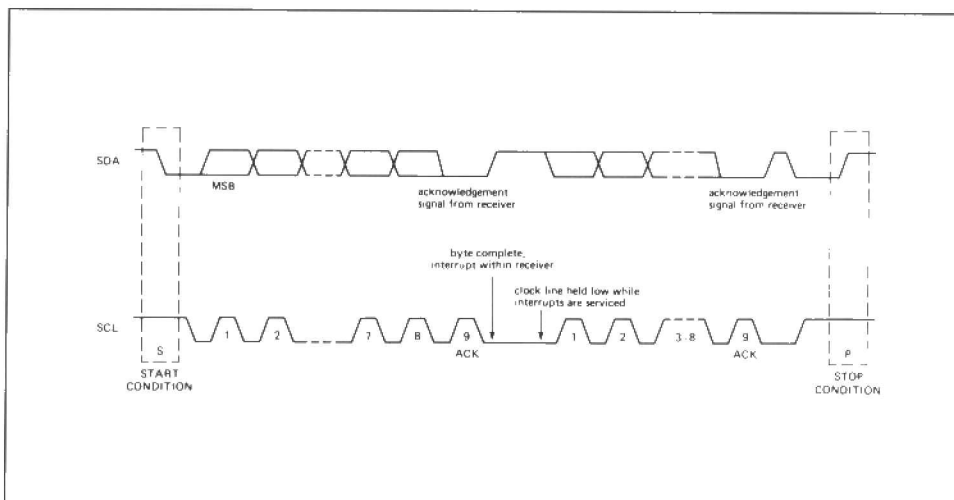 SDA
MSB
acknowledgement
signal from receiver
acknowledgement
signal from receiver
byte complete,
interrupt within receiver
clock line held low while
interrupts are serviced
SCL
S
1
2
7
8
9
1
2
3-8
9
P
ACK
ACK
START
CONDITION
STOP
CONDITION